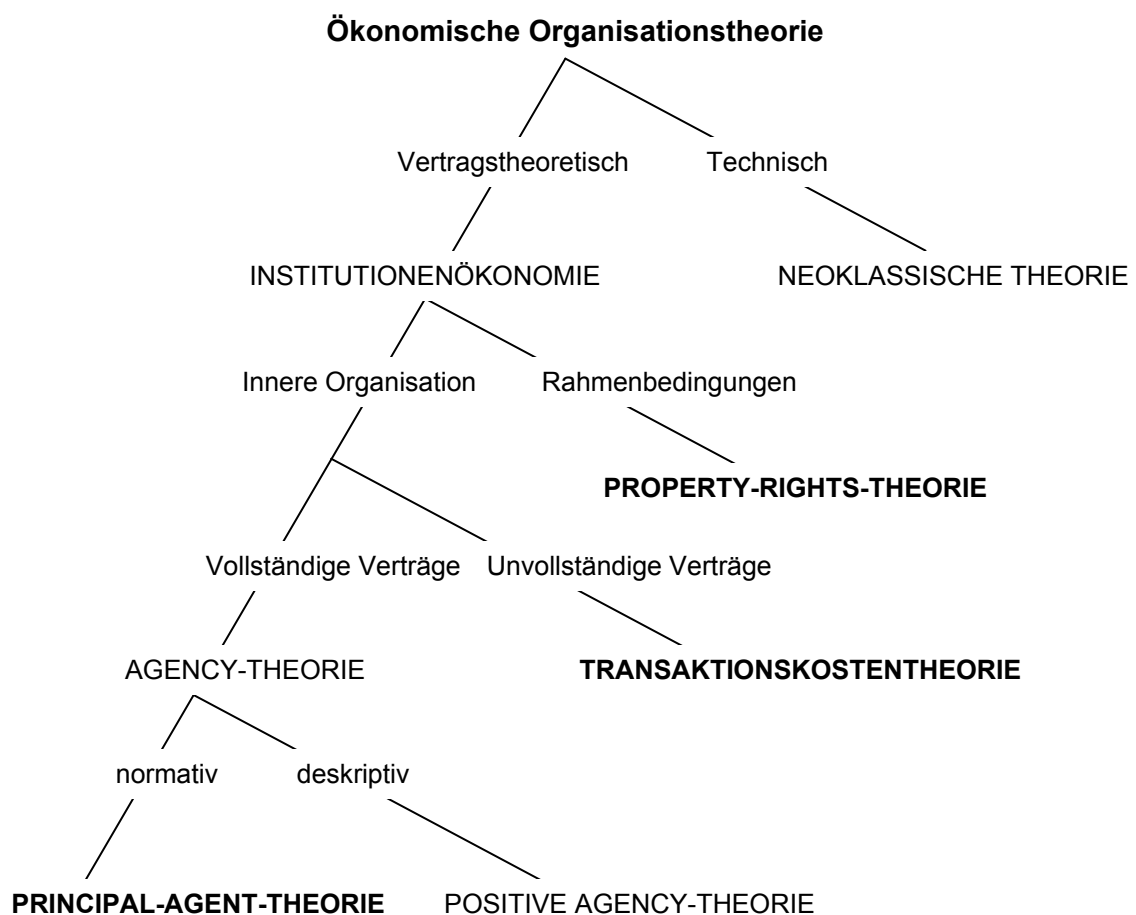 Ökonomische Organisationstheorie
Vertragstheoretisch Technisch
INSTITUTIONENÖKONOMIE NEOKLASSISCHE THEORIE
Innere Organisation Rahmenbedingungen
PROPERTY-RIGHTS-THEORIE
Vollständige Verträge Unvollständige Verträge
AGENCY-THEORIE TRANSAKTIONSKOSTENTHEORIE
normativ deskriptiv
PRINCIPAL-AGENT-THEORIE POSITIVE AGENCY-THEORIE